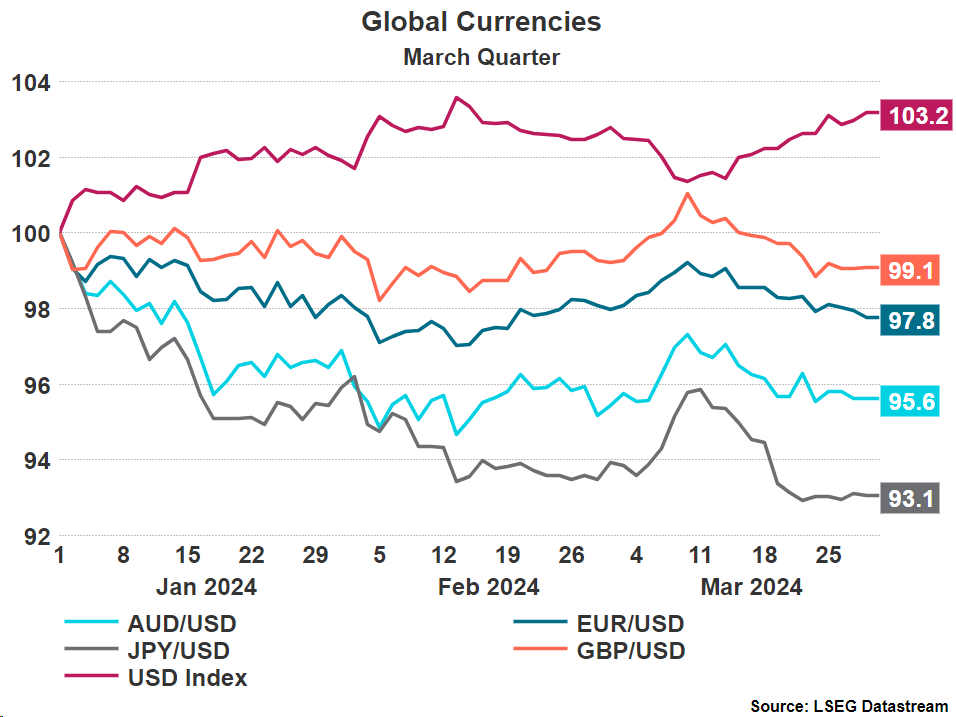 Global Currencies
March Quarter
104
102
100
98
96
94
92
103.2
99.1
97.8
95.6
93.1
1 8 15 22 29 5 12 19 26 4 11 18 25
Jan 2024 Feb 2024 Mar 2024
AUD/USD EUR/USD
JPY/USD GBP/USD
USD Index
Source: LSEG Datastream